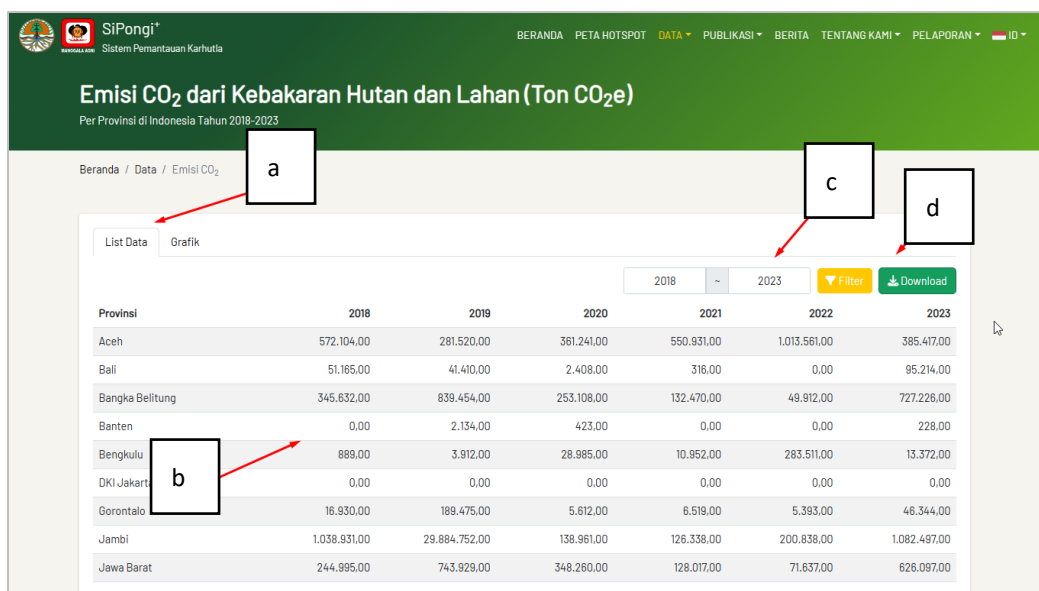 SiPongi+
MANGGALA AGNI Sistem Pemantauan Karhutla
BERANDA PETA HOTSPOT DATA PUBLIKASI BERITA TENTANG KAMI PELAPORAN ID
Emisi CO₂ dari Kebakaran Hutan dan Lahan (Ton CO₂e)
Per Provinsi di Indonesia Tahun 2018-2023
Beranda / Data / Emisi CO₂
a
c
d
List Data Grafik
2018 ~ 2023 Filter Download
Provinsi 2018 2019 2020 2021 2022 2023
Aceh 572.104,00 281.520,00 361.241,00 550.931,00 1.013.561,00 385.417,00
Bali 51.165,00 41.410,00 2.408,00 316,00 0,00 95.214,00
Bangka Belitung 345.632,00 839.454,00 253.108,00 132.470,00 49.912,00 727.226,00
Banten 0,00 2.134,00 423,00 0,00 0,00 228,00
Bengkulu 889,00 3.912,00 28.985,00 10.952,00 283.511,00 13.372,00
b
DKI Jakarta 0,00 0,00 0,00 0,00 0,00 0,00
Gorontalo 16.930,00 189.475,00 5.612,00 6.519,00 5.393,00 46.344,00
Jambi 1.038.931,00 29.884.752,00 138.961,00 126.338,00 200.838,00 1.082.497,00
Jawa Barat 244.995,00 743.929,00 348.260,00 128.017,00 71.637,00 626.097,00